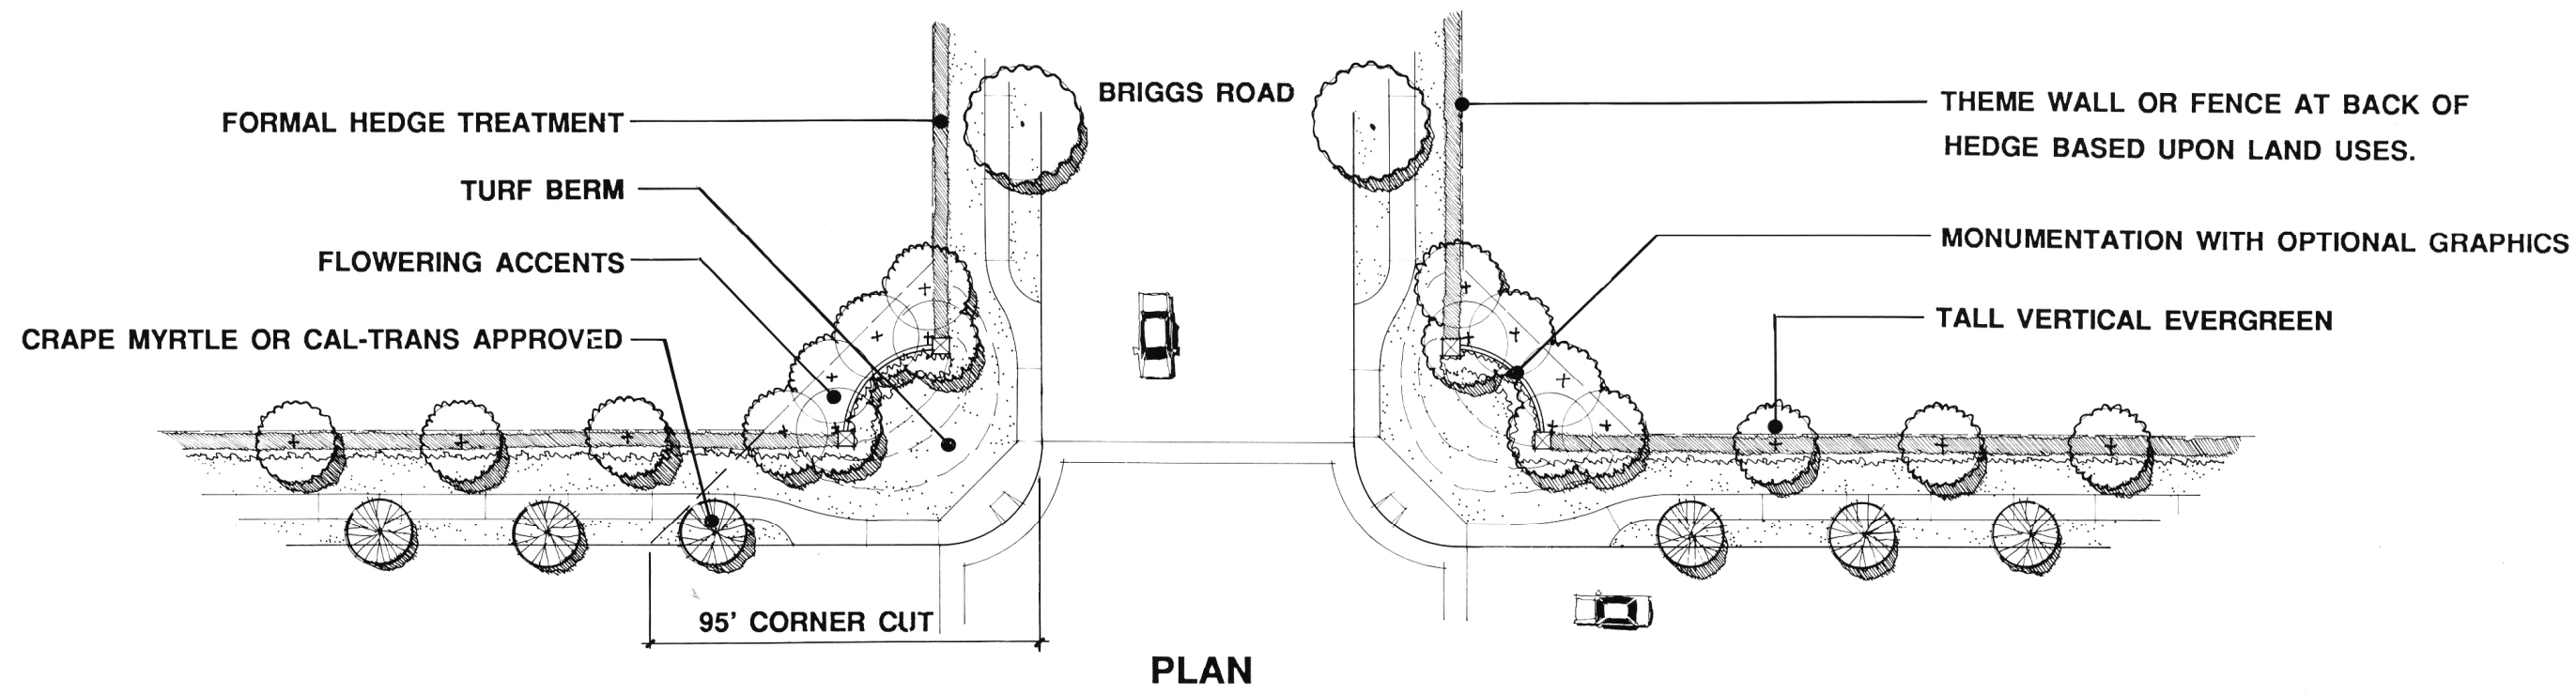 FORMAL HEDGE TREATMENT
TURF BERM
FLOWERING ACCENTS
CRAPE MYRTLE OR CAL-TRANS APPROVED
BRIGGS ROAD
THEME WALL OR FENCE AT BACK OF
HEDGE BASED UPON LAND USES.
MONUMENTATION WITH OPTIONAL GRAPHICS
TALL VERTICAL EVERGREEN
95' CORNER CUT
PLAN